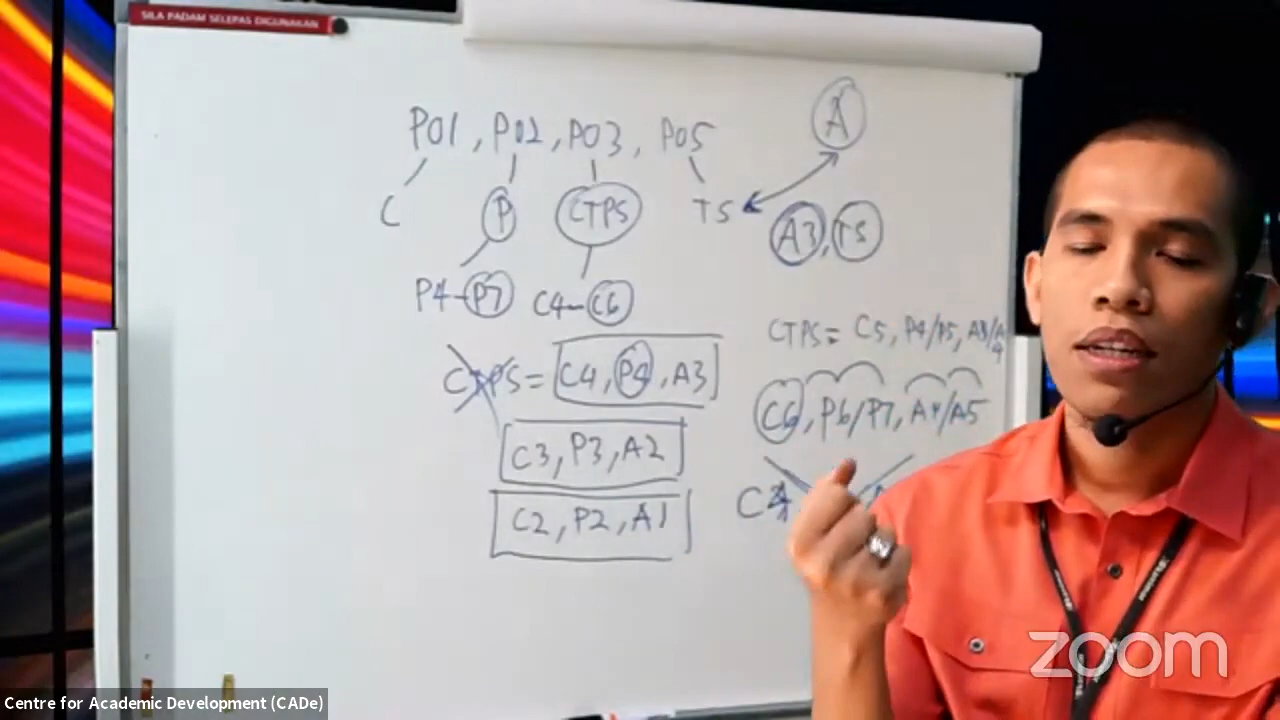 SILA PADAM SELEPAS DIGUNAKAN
PO1, PO2, PO3, PO5
A
C P CTPS TS
A3, TS
P4-P7 C4-C6
CTPS = C5, P4/P5, A3/A4
CTPS = C4, P4, A3
C6, P6/P7, A4/A5
C3, P3, A2
C2, P2, A1
zoom
Centre for Academic Development (CADe)